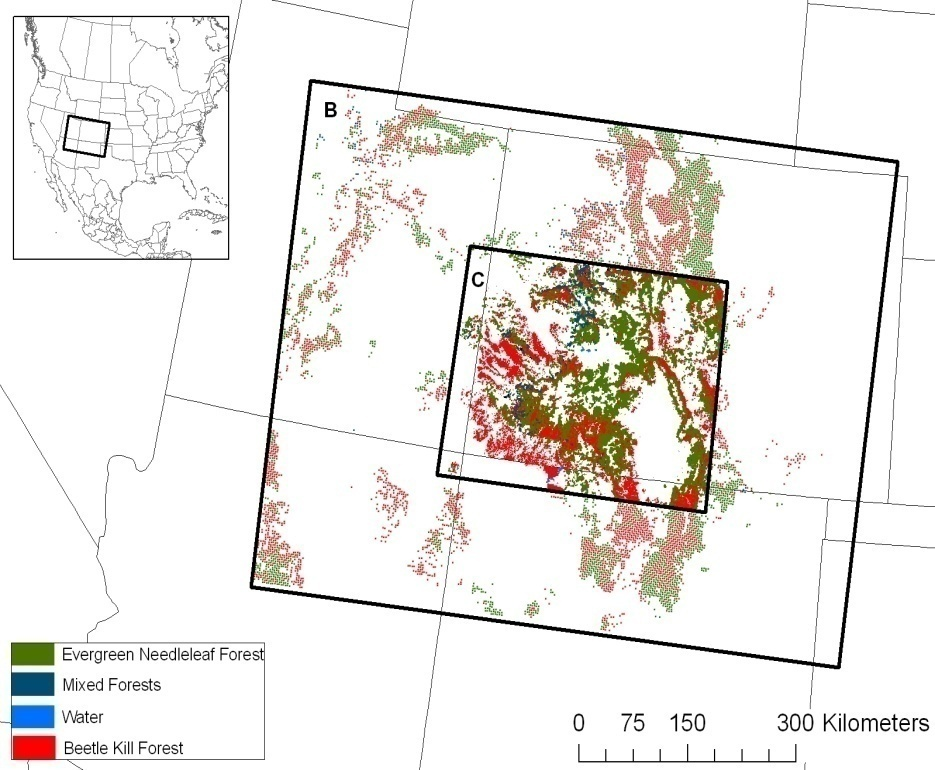 B
C
Evergreen Needleleaf Forest
Mixed Forests
Water
Beetle Kill Forest
0 75 150 300 Kilometers